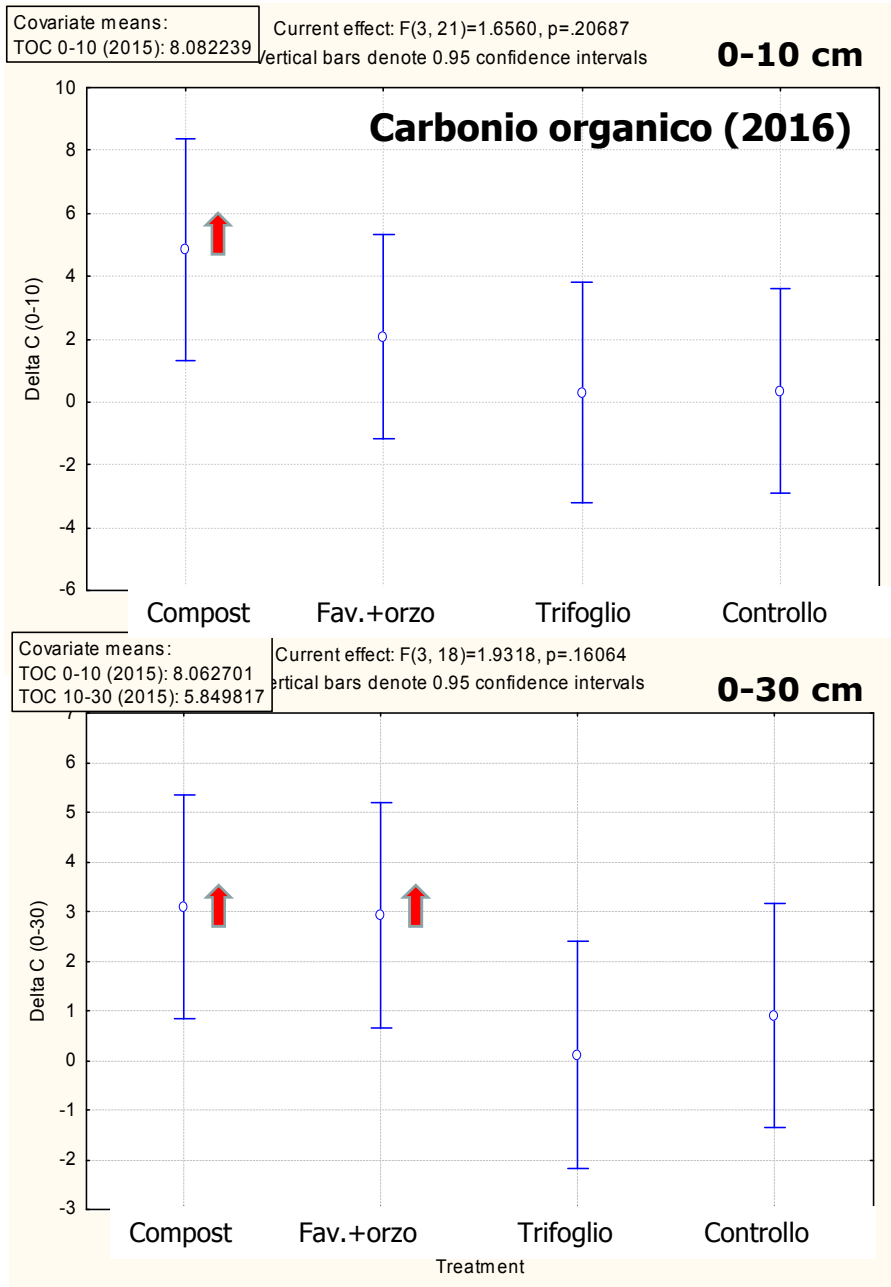 Covariate means:
TOC 0-10 (2015): 8.082239
Current effect: F(3, 21)=1.6560, p=.20687
Vertical bars denote 0.95 confidence intervals
0-10 cm
Carbonio organico (2016)
10
8
6
4
2
0
-2
-4
-6
Delta C (0-10)
Compost Fav.+orzo Trifoglio Controllo
Covariate means:
TOC 0-10 (2015): 8.062701
TOC 10-30 (2015): 5.849817
Current effect: F(3, 18)=1.9318, p=.16064
ertical bars denote 0.95 confidence intervals
0-30 cm
7
6
5
4
3
2
1
0
-1
-2
-3
Delta C (0-30)
Compost Fav.+orzo Trifoglio Controllo
Treatment